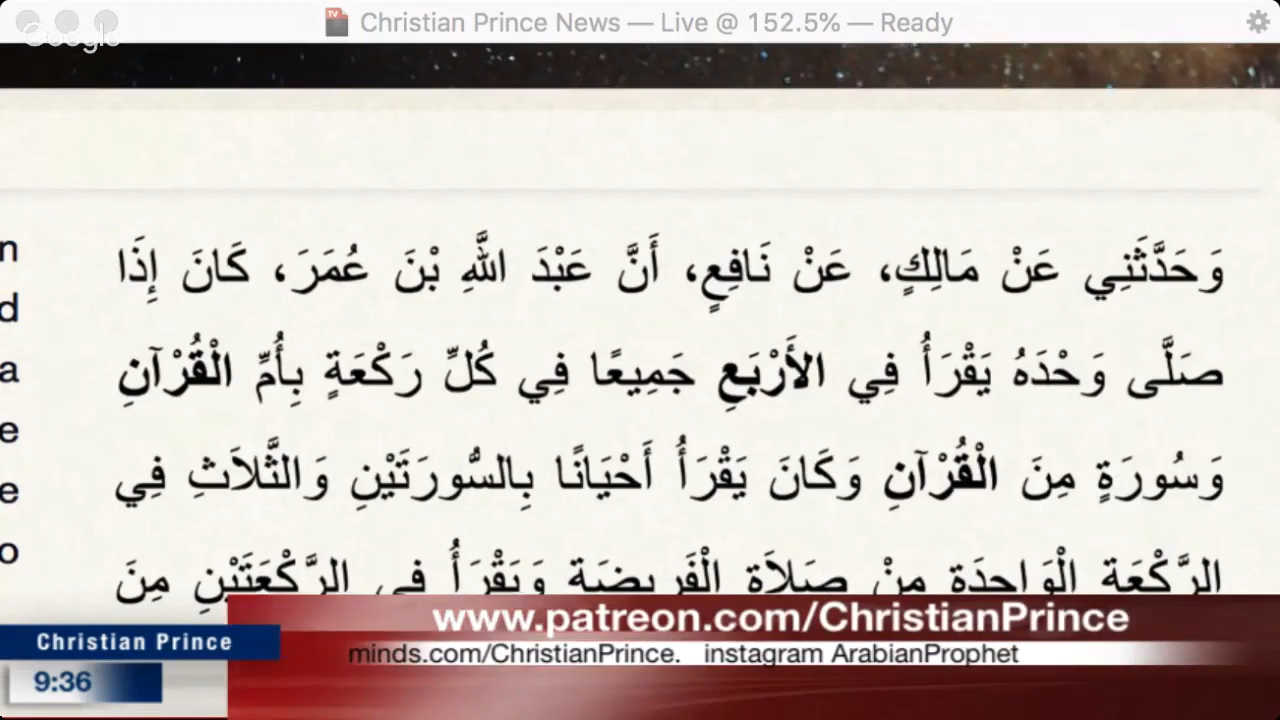 Christian Prince News — Live @ 152.5% — Ready
Google
وَحَدَّثَنِي عَنْ مَالِكٍ، عَنْ نَافِعٍ، أَنَّ عَبْدَ اللَّهِ بْنَ عُمَرَ، كَانَ إِذَا
n
صَلَّى وَحْدَهُ يَقْرَأُ فِي الأَرْبَعِ جَمِيعًا فِي كُلِّ رَكْعَةٍ بِأُمِّ الْقُرْآنِ
d
a
وَسُورَةٍ مِنَ الْقُرْآنِ وَكَانَ يَقْرَأُ أَحْيَانًا بِالسُّورَتَيْنِ وَالثَّلاَثِ فِي
e
e
الرَّكْعَةِ الْوَاحِدَةِ مِنْ صَلاَةِ الْفَرِيضَةِ وَيَقْرَأُ فِي الرَّكْعَتَيْنِ مِنَ
o
www.patreon.com/ChristianPrince
Christian Prince
minds.com/ChristianPrince. instagram ArabianProphet
9:36